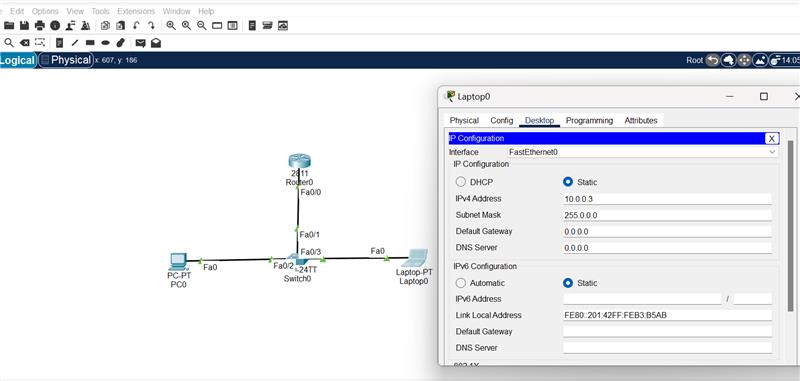 Edit Options View Tools Extensions Window Help
Logical Physical x: 607, y: 186 Root 14:05
Laptop0
Physical Config Desktop Programming Attributes
IP Configuration X
Interface FastEthernet0
IP Configuration
DHCP Static
IPv4 Address 10.0.0.3
Subnet Mask 255.0.0.0
Default Gateway 0.0.0.0
DNS Server 0.0.0.0
IPv6 Configuration
Automatic Static
IPv6 Address /
Link Local Address FE80::201:42FF:FEB3:B5AB
Default Gateway
DNS Server
2811
Router0
Fa0/0
Fa0/1
Fa0/3
Fa0/2
Fa0
Fa0
PC-PT
PC0
-24TT
Switch0
Laptop-PT
Laptop0